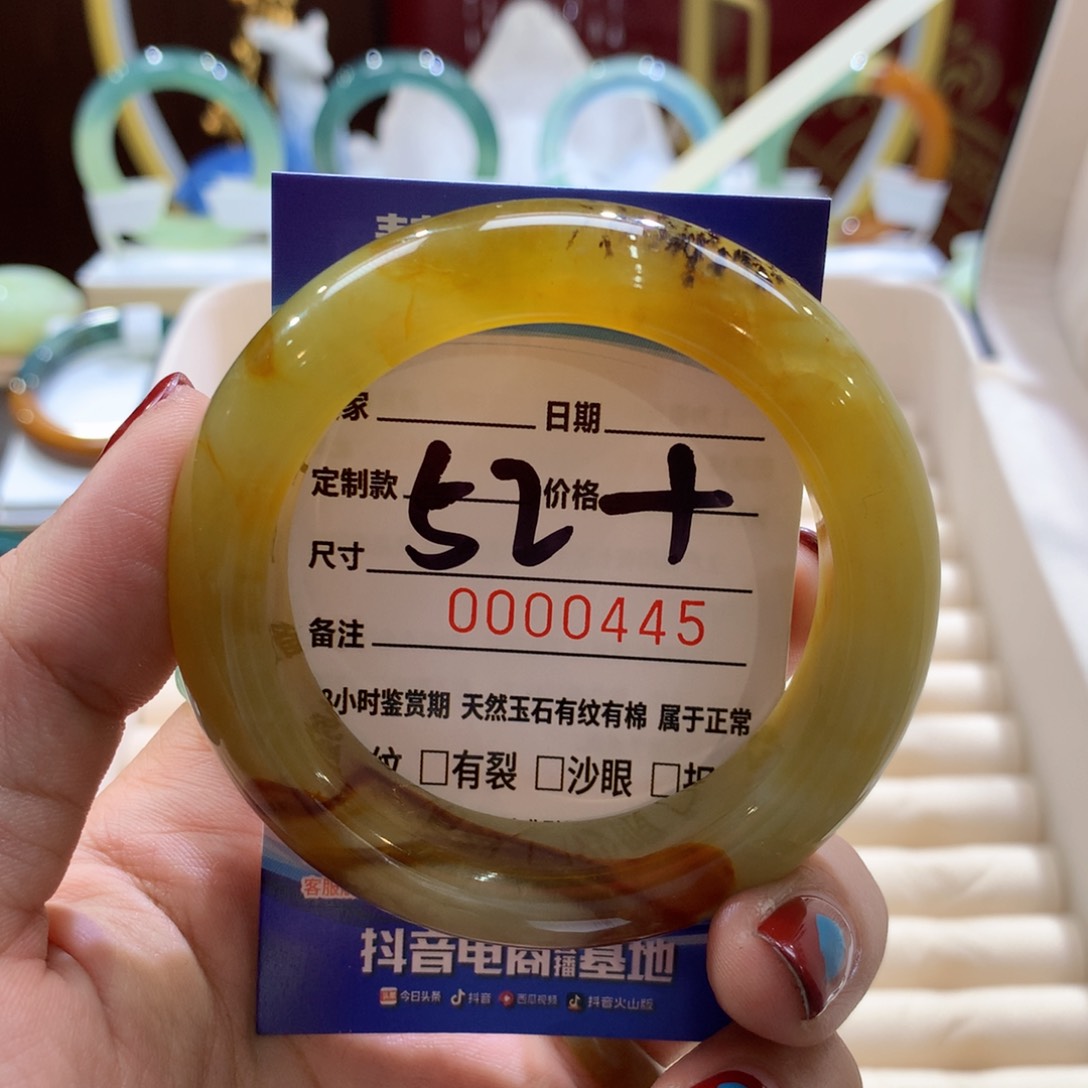 家 日期
定制款 价格
52+
尺寸
0000445
备注
8小时鉴赏期 天然玉石有纹有棉 属于正常
纹 □有裂 □沙眼 □
客服
抖音电商直播基地
今日头条 抖音 西瓜视频 抖音火山版